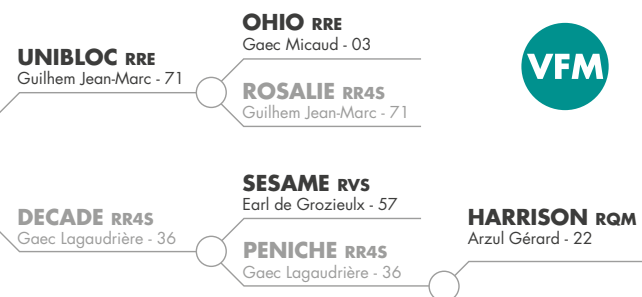 OHIO RRE
Gaec Micaud - 03
UNIBLOC RRE
Guilhem Jean-Marc - 71
VFM
ROSALIE RR4S
Guilhem Jean-Marc - 71
SESAME RVS
Earl de Grozieulx - 57
DECADE RR4S
Gaec Lagaudrière - 36
HARRISON RQM
Arzul Gérard - 22
PENICHE RR4S
Gaec Lagaudrière - 36